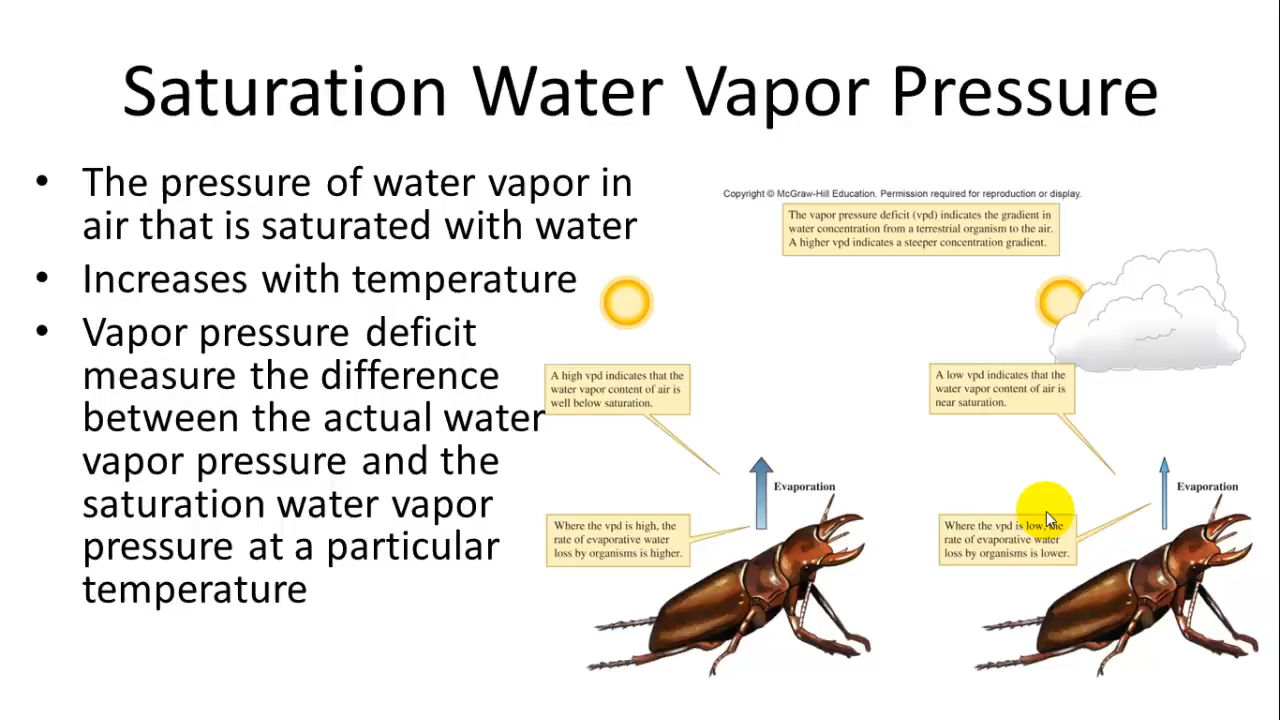 Saturation Water Vapor Pressure
• The pressure of water vapor in
air that is saturated with water
• Increases with temperature
• Vapor pressure deficit
measure the difference
between the actual water
vapor pressure and the
saturation water vapor
pressure at a particular
temperature
Copyright © McGraw-Hill Education. Permission required for reproduction or display.
The vapor pressure deficit (vpd) indicates the gradient in
water concentration from a terrestrial organism to the air.
A higher vpd indicates a steeper concentration gradient.
A high vpd indicates that the
water vapor content of air is
well below saturation.
Evaporation
Where the vpd is high, the
rate of evaporative water
loss by organisms is higher.
A low vpd indicates that the
water vapor content of air is
near saturation.
Evaporation
Where the vpd is low, the
rate of evaporative water
loss by organisms is lower.